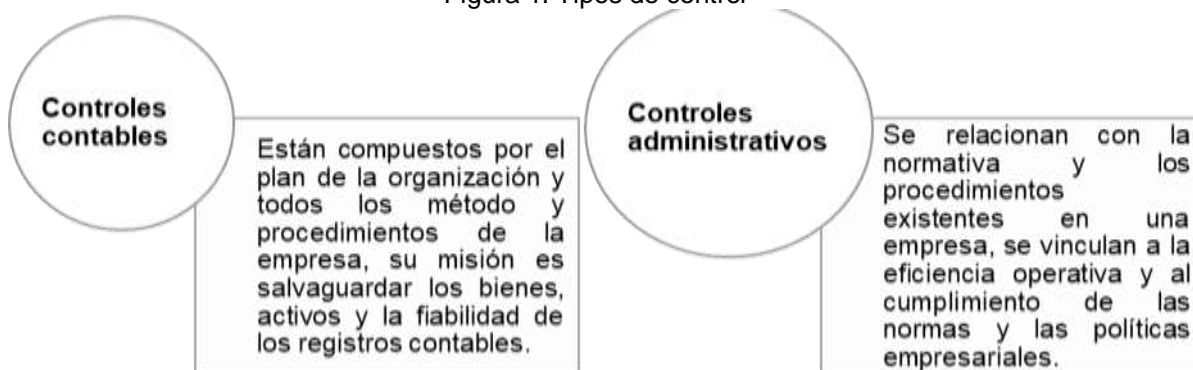 Figura 1. Tipos de control
Controles
contables
Están compuestos por el
plan de la organización y
todos los método y
procedimientos de la
empresa, su misión es
salvaguardar los bienes,
activos y la fiabilidad de
los registros contables.
Controles
administrativos
Se relacionan con la
normativa y los
procedimientos
existentes en una
empresa, se vinculan a la
eficiencia operativa y al
cumplimiento de las
normas y las políticas
empresariales.